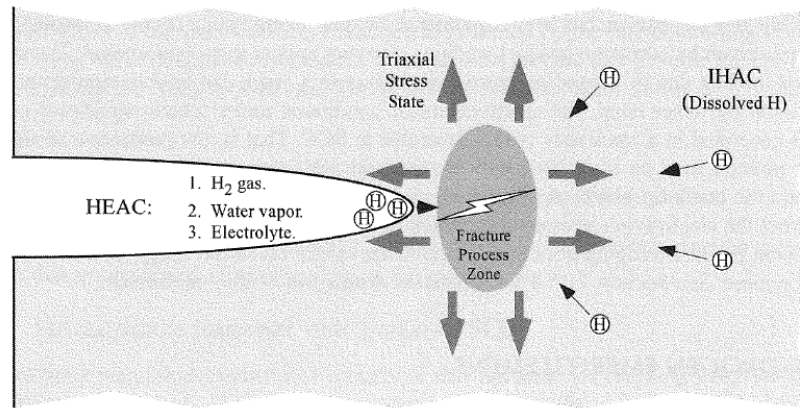 Triaxial
Stress
State
Ⓗ
IHAC
(Dissolved H)
Ⓗ
HEAC:
1. H₂ gas.
2. Water vapor.
3. Electrolyte.
Ⓗ Ⓗ
Ⓗ
Fracture
Process
Zone
Ⓗ
Ⓗ